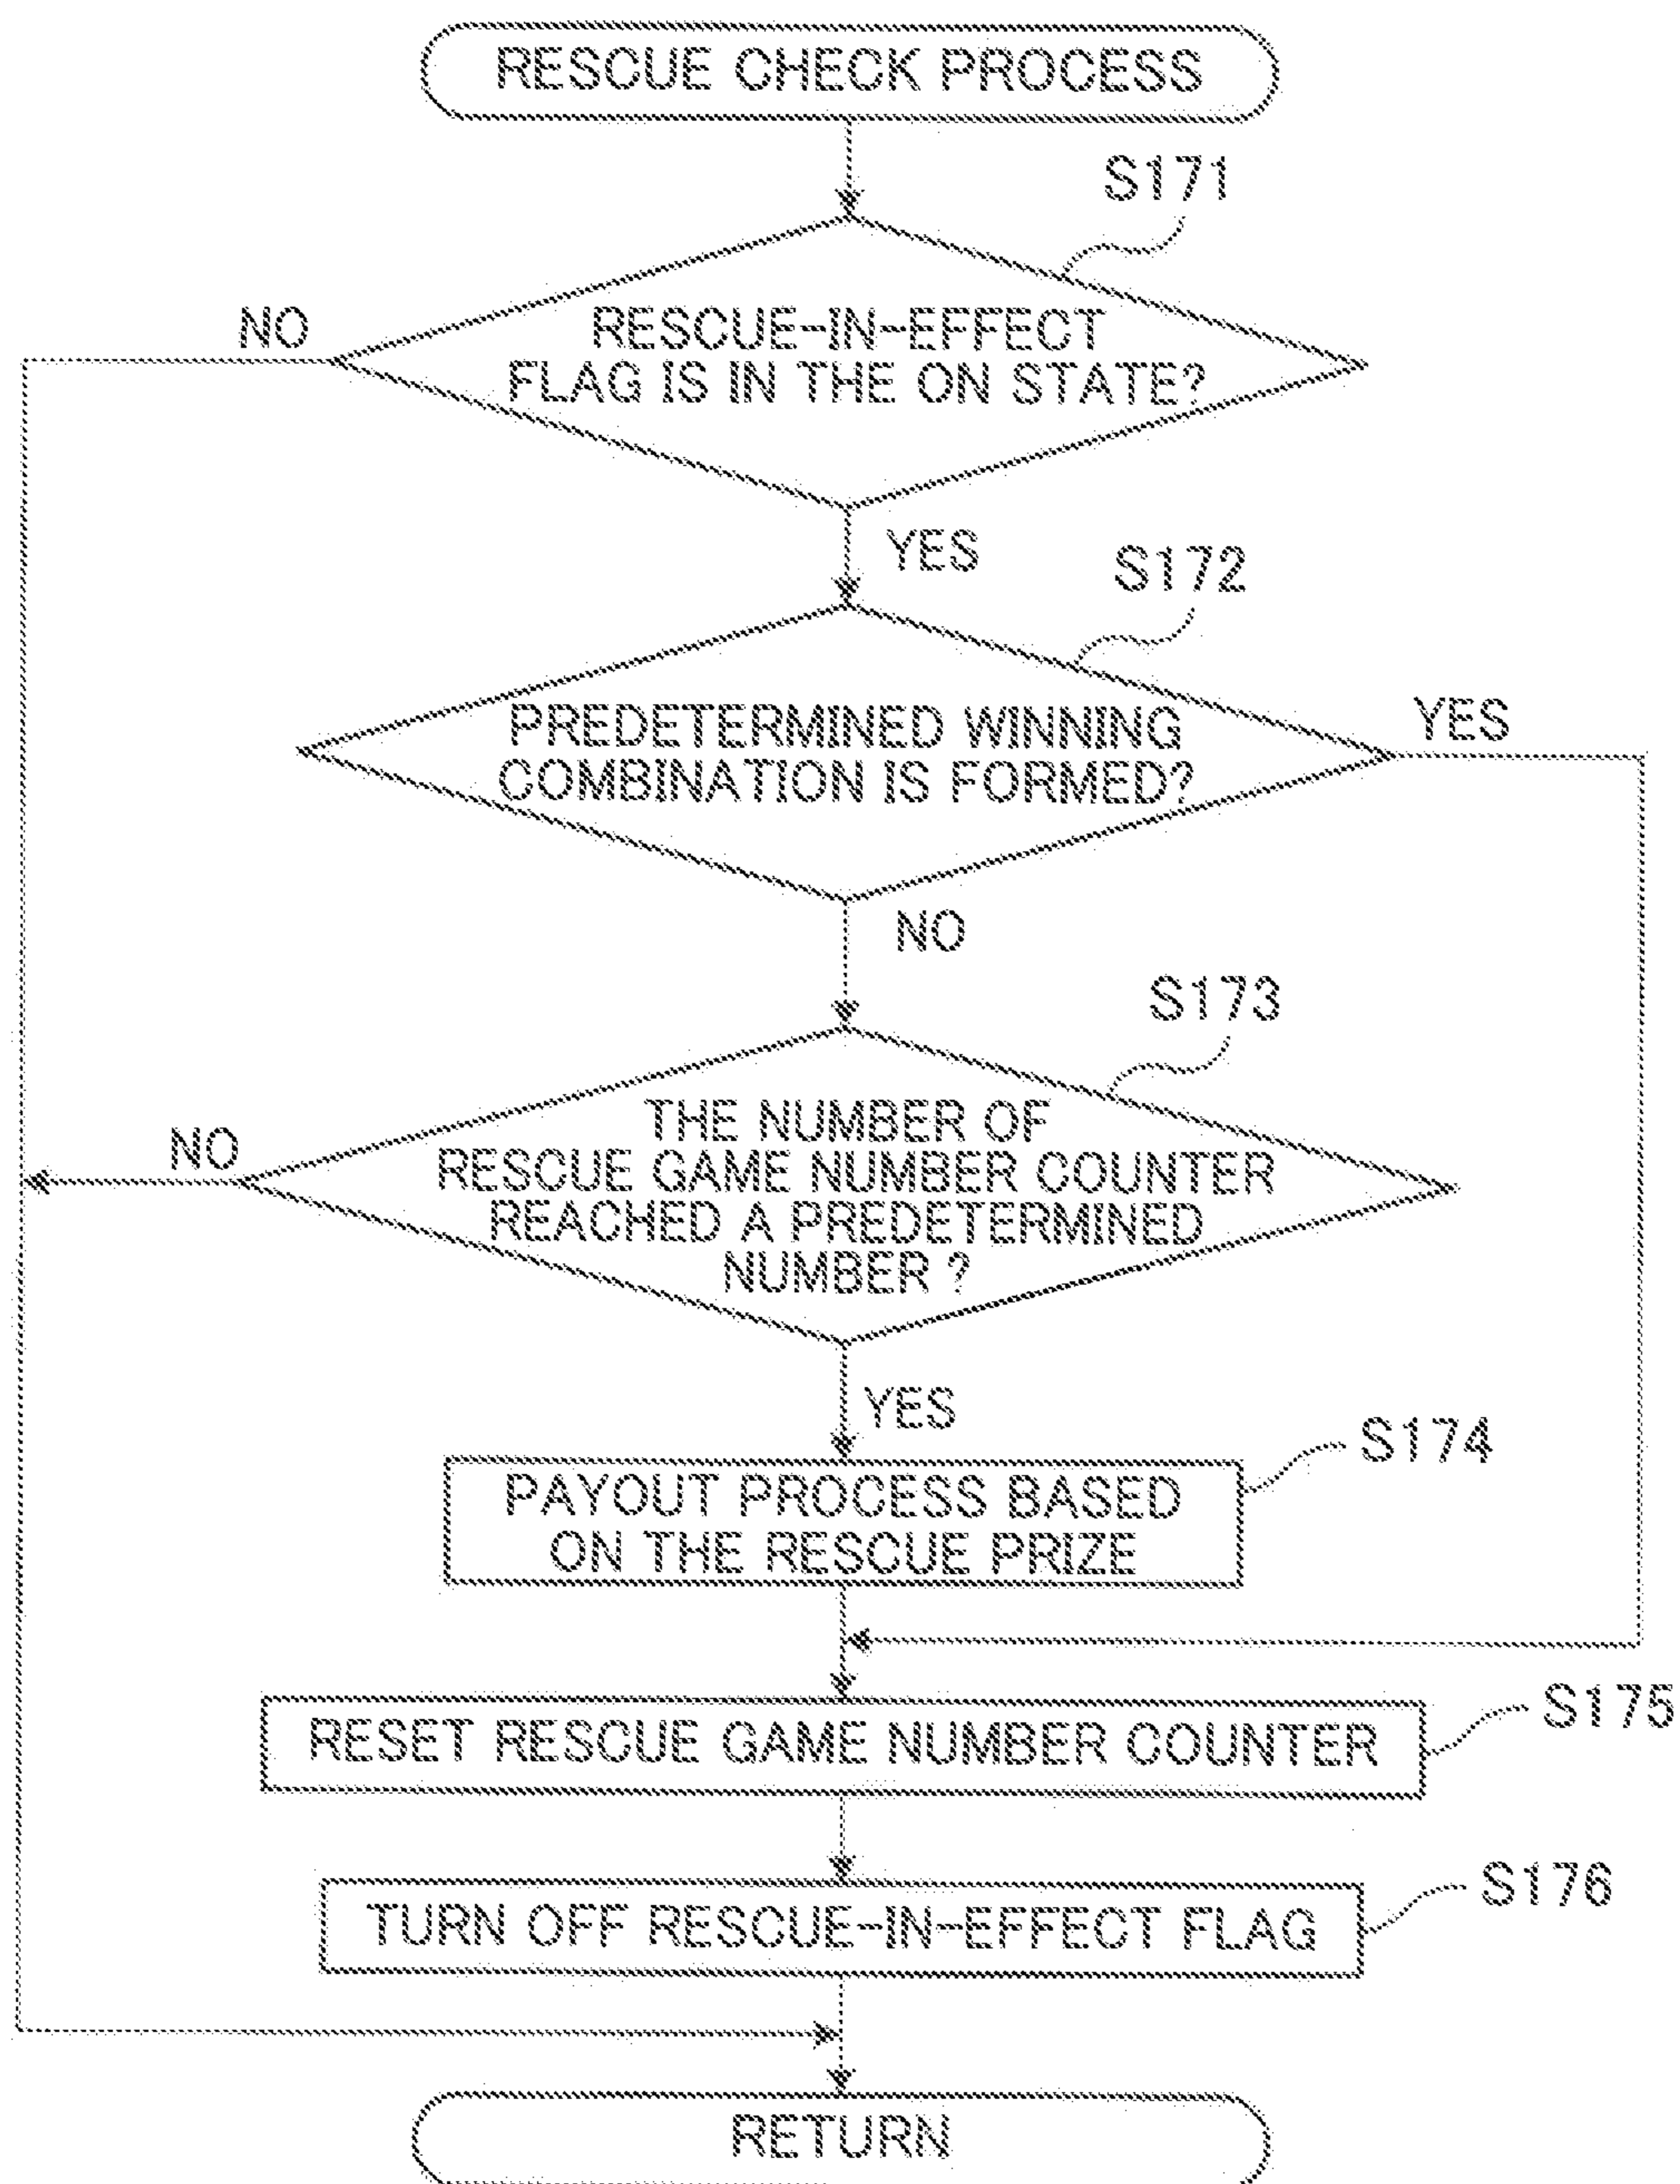 RESCUE CHECK PROCESS
S171
NO
RESCUE-IN-EFFECT
FLAG IS IN THE ON STATE?
YES
S172
PREDETERMINED WINNING
COMBINATION IS FORMED?
YES
NO
S173
THE NUMBER OF
RESCUE GAME NUMBER COUNTER
REACHED A PREDETERMINED
NUMBER ?
NO
YES
S174
PAYOUT PROCESS BASED
ON THE RESCUE PRIZE
S175
RESET RESCUE GAME NUMBER COUNTER
S176
TURN OFF RESCUE-IN-EFFECT FLAG
RETURN